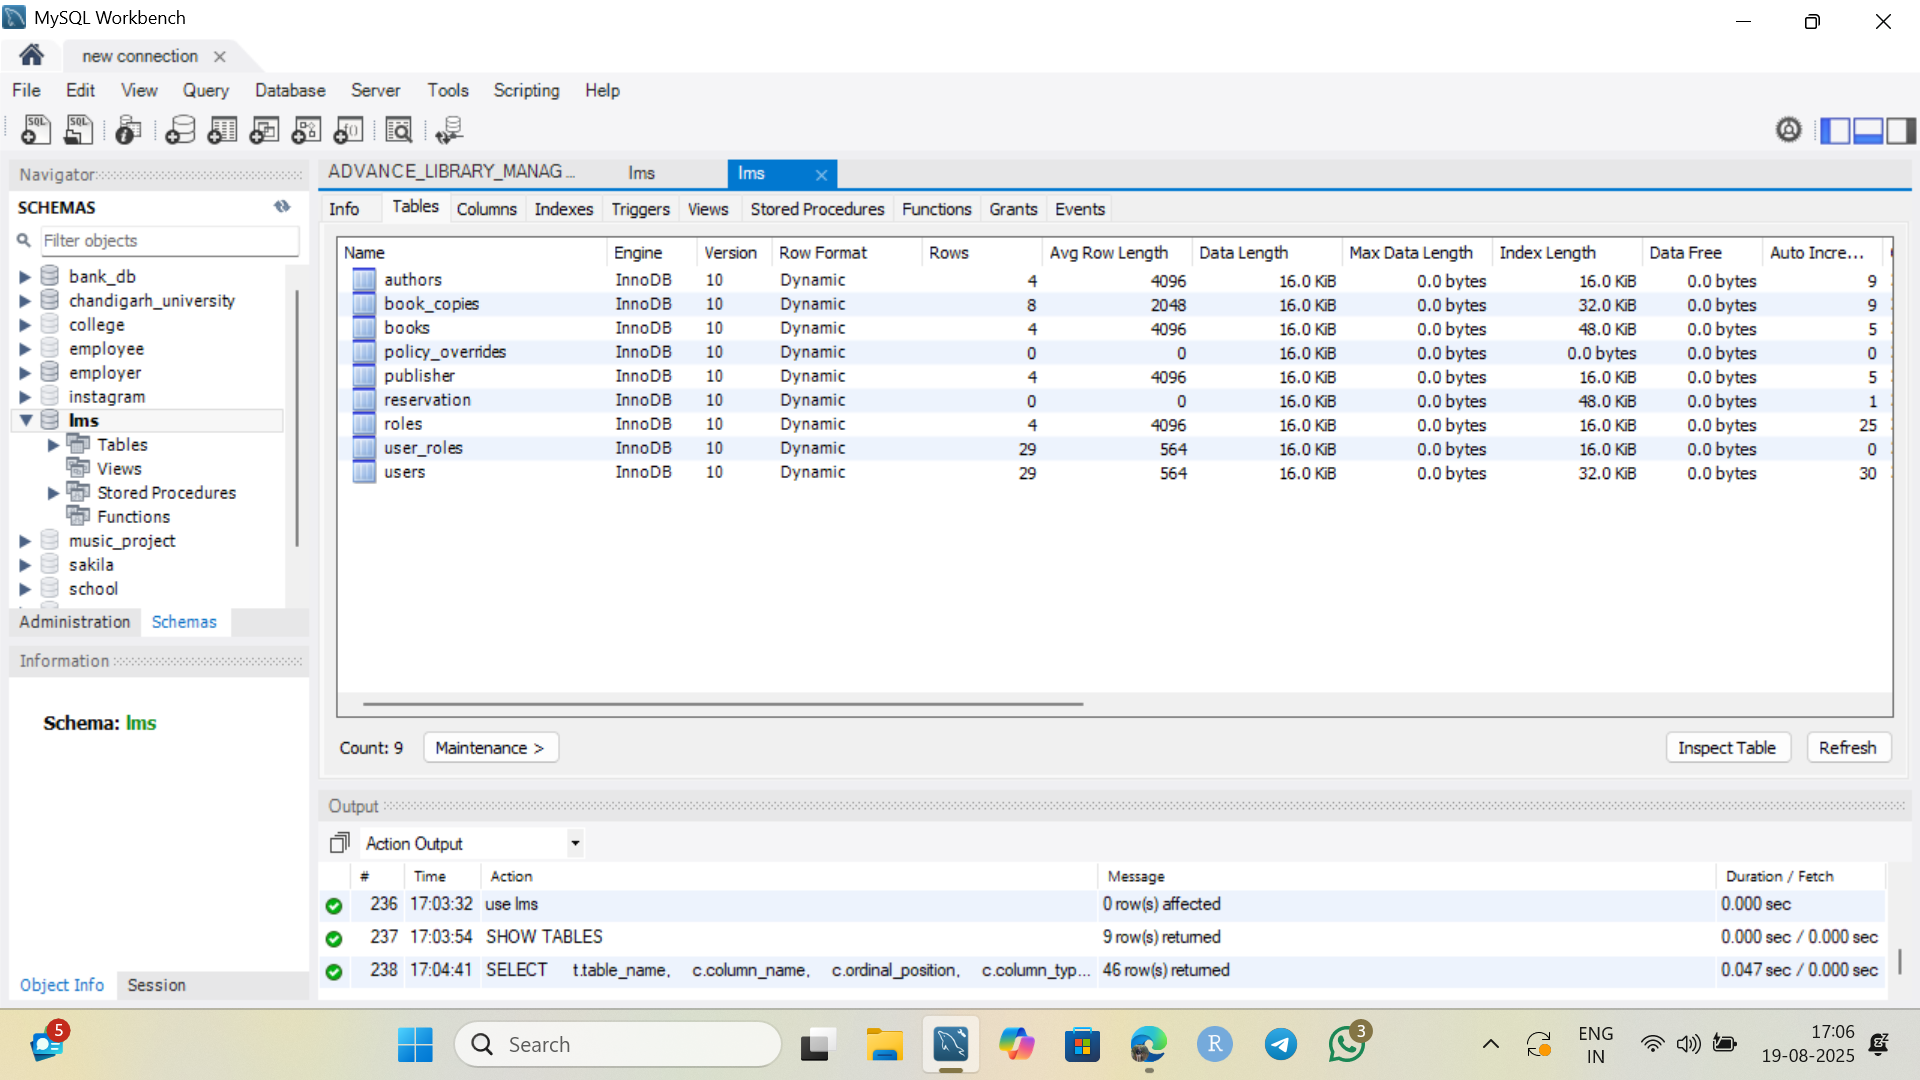 MySQL Workbench
new connection
File Edit View Query Database Server Tools Scripting Help
Navigator
SCHEMAS
Filter objects
bank_db
chandigarh_university
college
employee
employer
instagram
lms
Tables
Views
Stored Procedures
Functions
music_project
sakila
school
Administration Schemas
Information
Schema: lms
Object Info Session
ADVANCE_LIBRARY_MANAG... lms lms
Info Tables Columns Indexes Triggers Views Stored Procedures Functions Grants Events
Name Engine Version Row Format Rows Avg Row Length Data Length Max Data Length Index Length Data Free Auto Incre...
authors InnoDB 10 Dynamic 4 4096 16.0 KiB 0.0 bytes 16.0 KiB 0.0 bytes 9
book_copies InnoDB 10 Dynamic 8 2048 16.0 KiB 0.0 bytes 32.0 KiB 0.0 bytes 9
books InnoDB 10 Dynamic 4 4096 16.0 KiB 0.0 bytes 48.0 KiB 0.0 bytes 5
policy_overrides InnoDB 10 Dynamic 0 0 16.0 KiB 0.0 bytes 0.0 bytes 0.0 bytes 0
publisher InnoDB 10 Dynamic 4 4096 16.0 KiB 0.0 bytes 16.0 KiB 0.0 bytes 5
reservation InnoDB 10 Dynamic 0 0 16.0 KiB 0.0 bytes 48.0 KiB 0.0 bytes 1
roles InnoDB 10 Dynamic 4 4096 16.0 KiB 0.0 bytes 16.0 KiB 0.0 bytes 25
user_roles InnoDB 10 Dynamic 29 564 16.0 KiB 0.0 bytes 16.0 KiB 0.0 bytes 0
users InnoDB 10 Dynamic 29 564 16.0 KiB 0.0 bytes 32.0 KiB 0.0 bytes 30
Count: 9 Maintenance > Inspect Table Refresh
Output
Action Output
# Time Action Message Duration / Fetch
236 17:03:32 use lms 0 row(s) affected 0.000 sec
237 17:03:54 SHOW TABLES 9 row(s) returned 0.000 sec / 0.000 sec
238 17:04:41 SELECT t.table_name, c.column_name, c.ordinal_position, c.column_typ... 46 row(s) returned 0.047 sec / 0.000 sec
5
Search
R
3
ENG
IN
17:06
19-08-2025